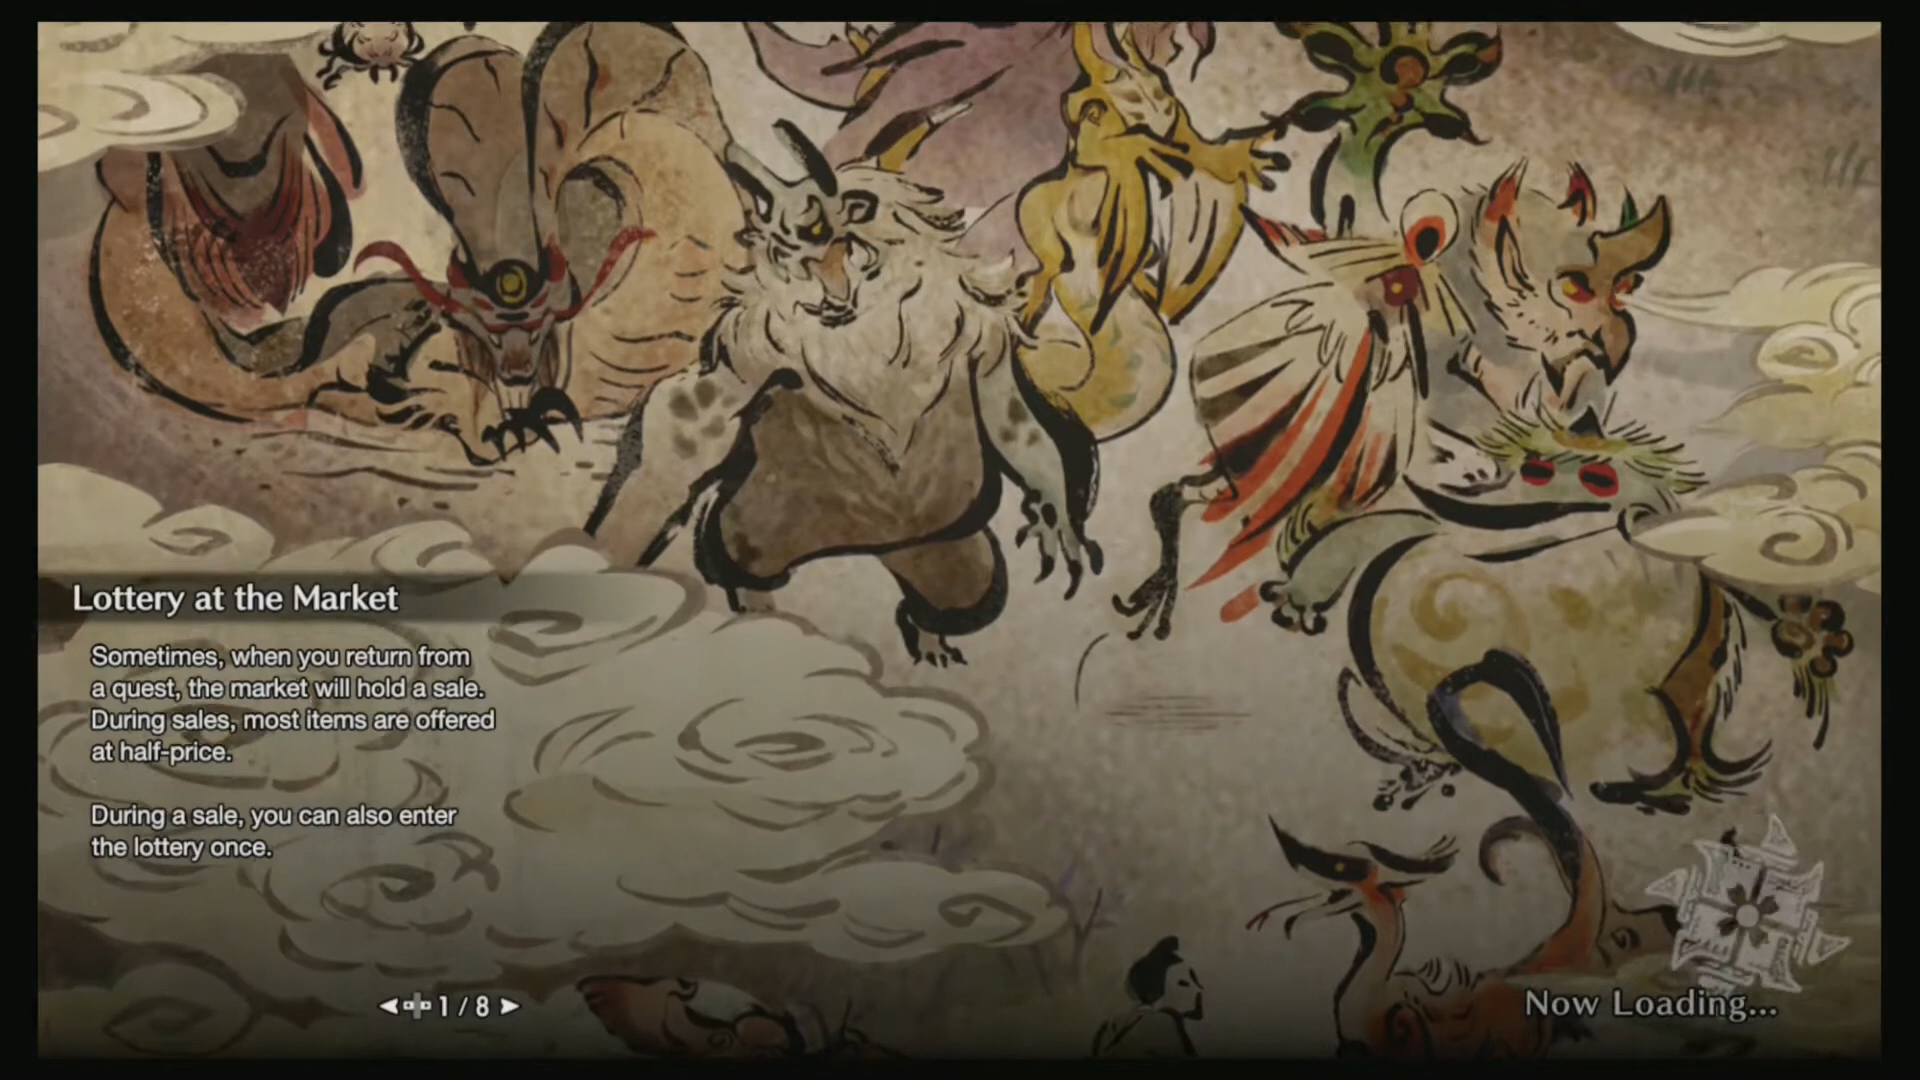 Lottery at the Market
Sometimes, when you return from
a quest, the market will hold a sale.
During sales, most items are offered
at half-price.
During a sale, you can also enter
the lottery once.
1 / 8
Now Loading...